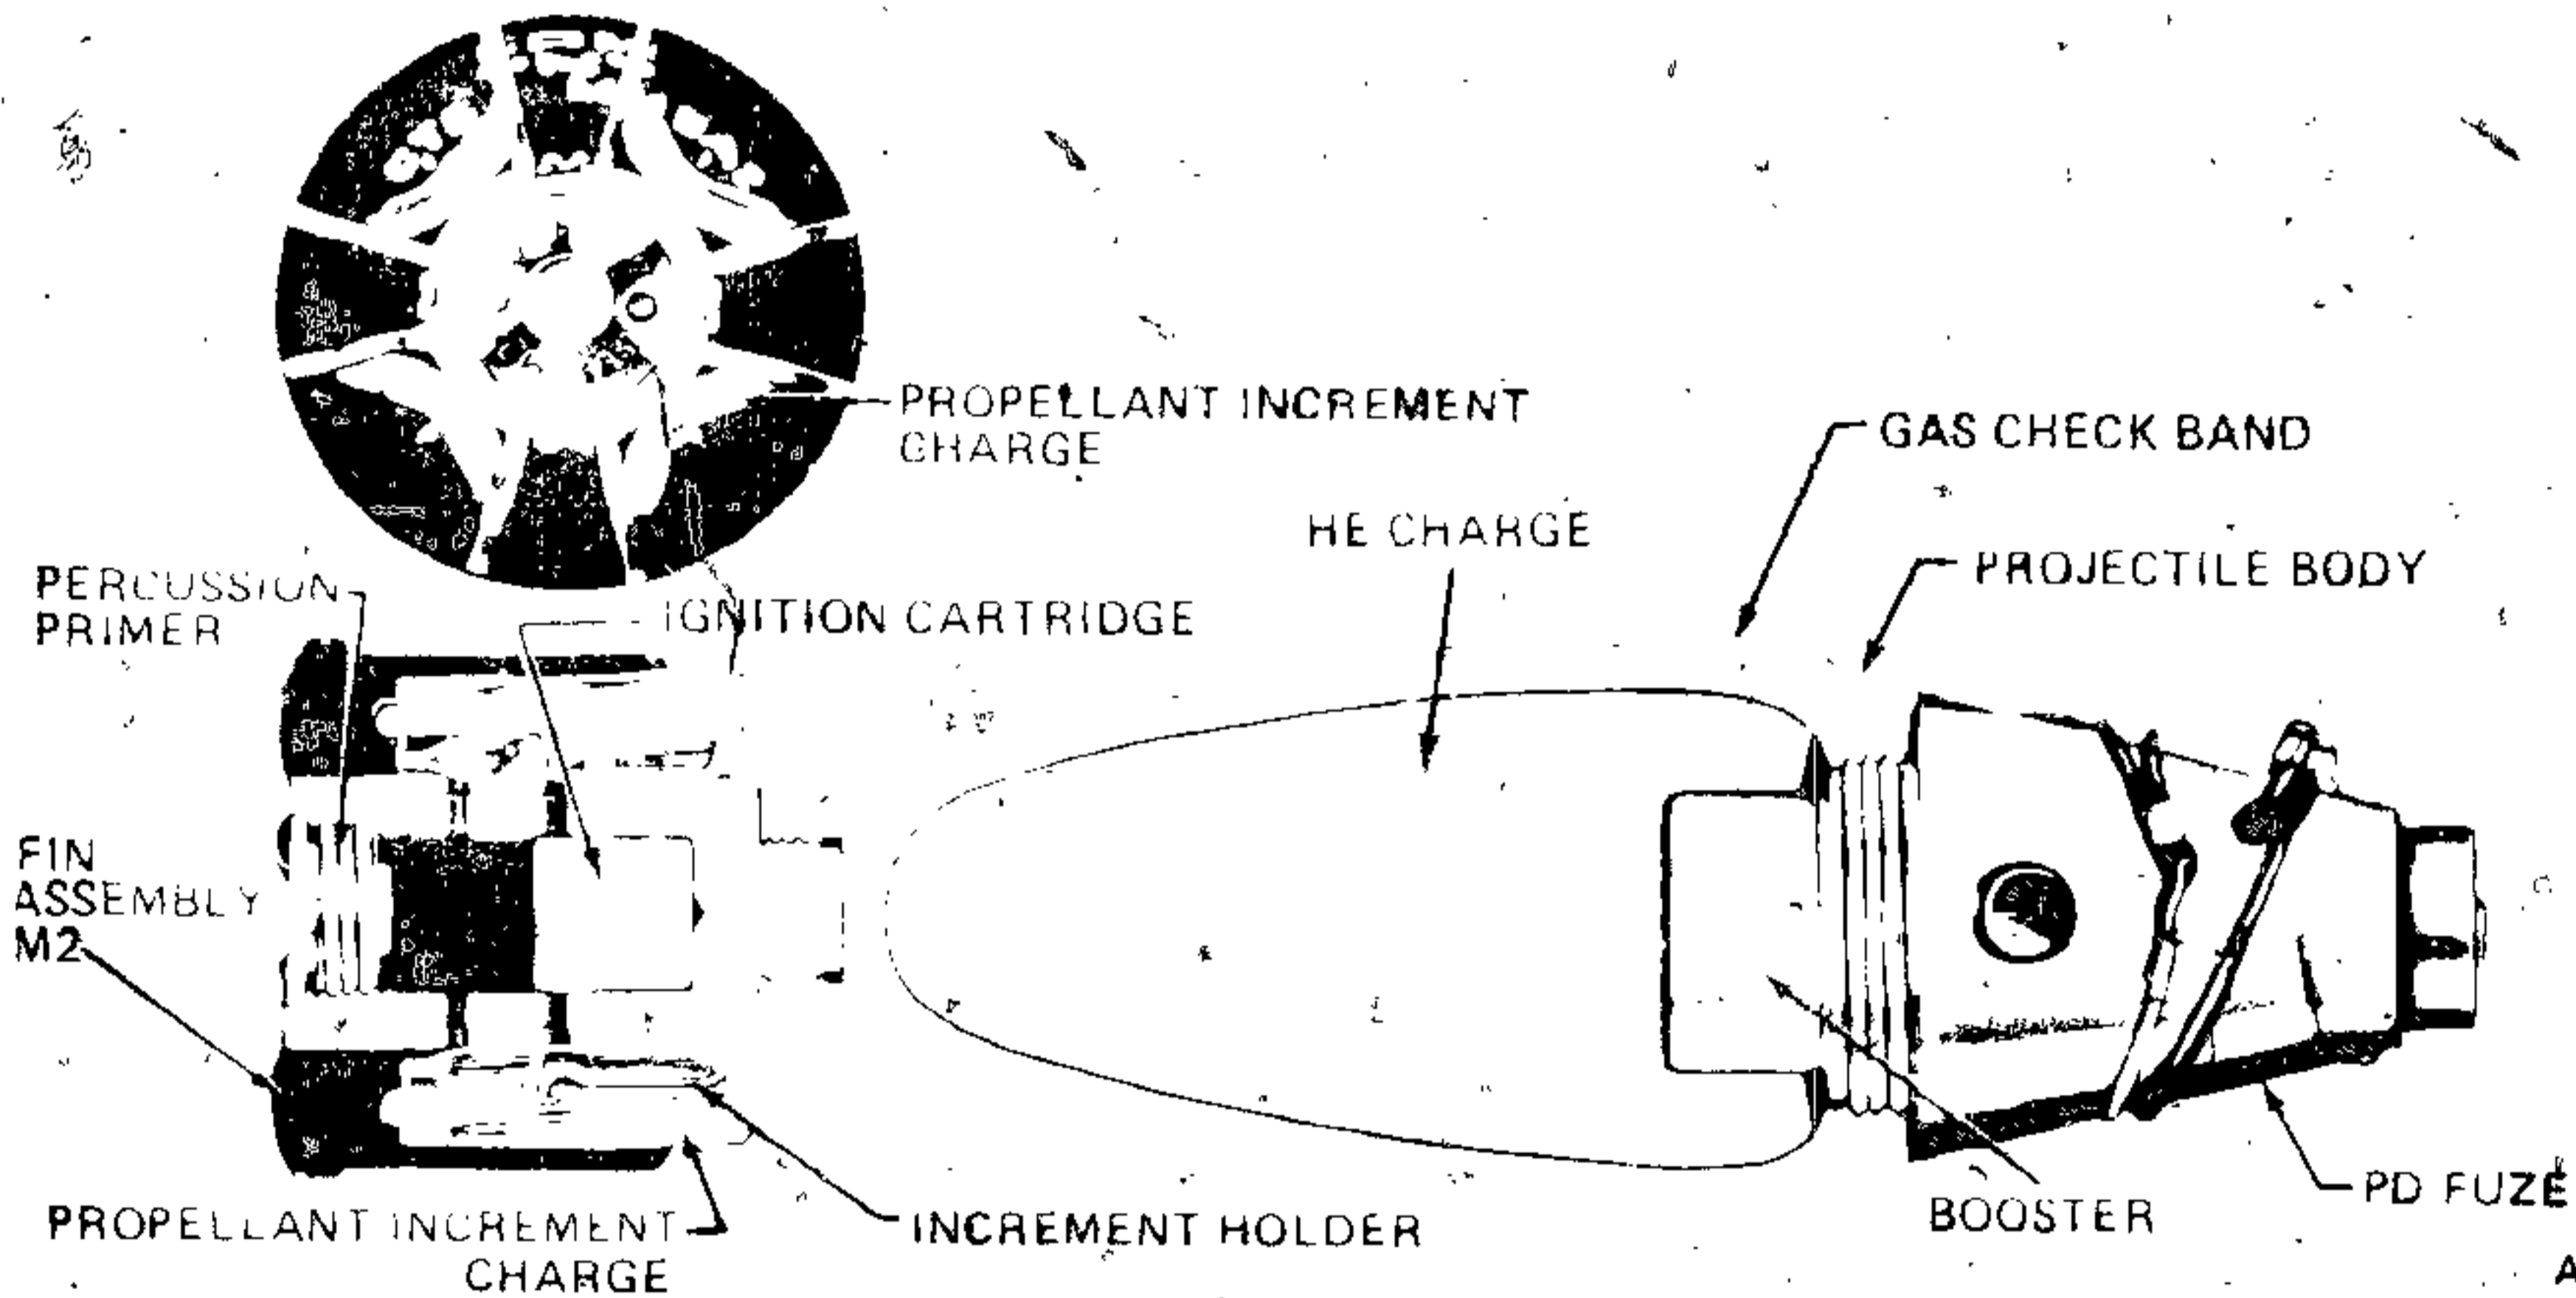 PROPELLANT INCREMENT
CHARGE
GAS CHECK BAND
HE CHARGE
PROJECTILE BODY
PERCUSSION
PRIMER
IGNITION CARTRIDGE
FIN
ASSEMBLY
M2
PROPELLANT INCREMENT
CHARGE
INCREMENT HOLDER
BOOSTER
PD FUZE
A